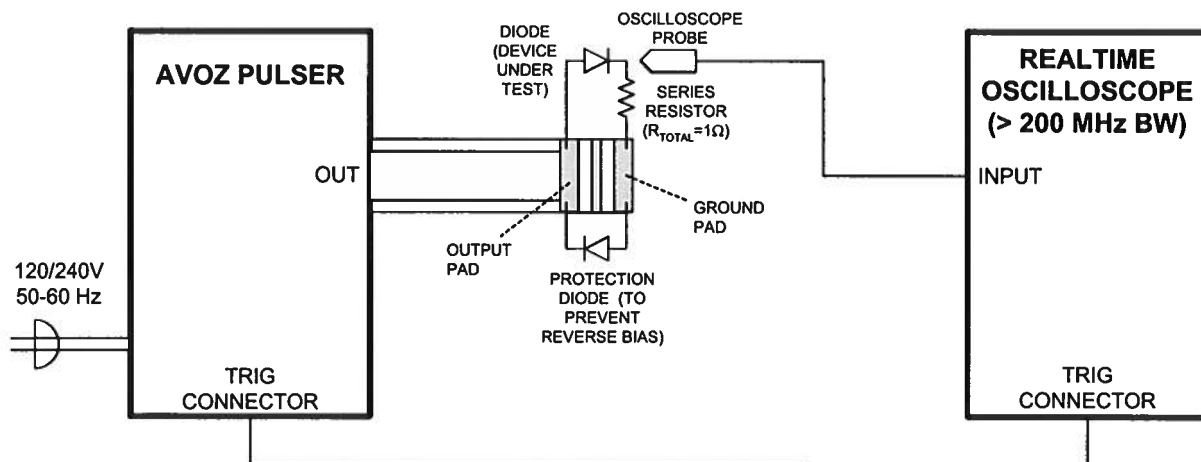 AVOZ PULSER
OUT
120/240V
50-60 Hz
TRIG
CONNECTOR
DIODE
(DEVICE
UNDER
TEST)
OSCILLOSCOPE
PROBE
SERIES
RESISTOR
(RTOTAL=1Ω)
OUTPUT
PAD
GROUND
PAD
PROTECTION
DIODE (TO
PREVENT
REVERSE BIAS)
REALTIME
OSCILLOSCOPE
(> 200 MHz BW)
INPUT
TRIG
CONNECTOR